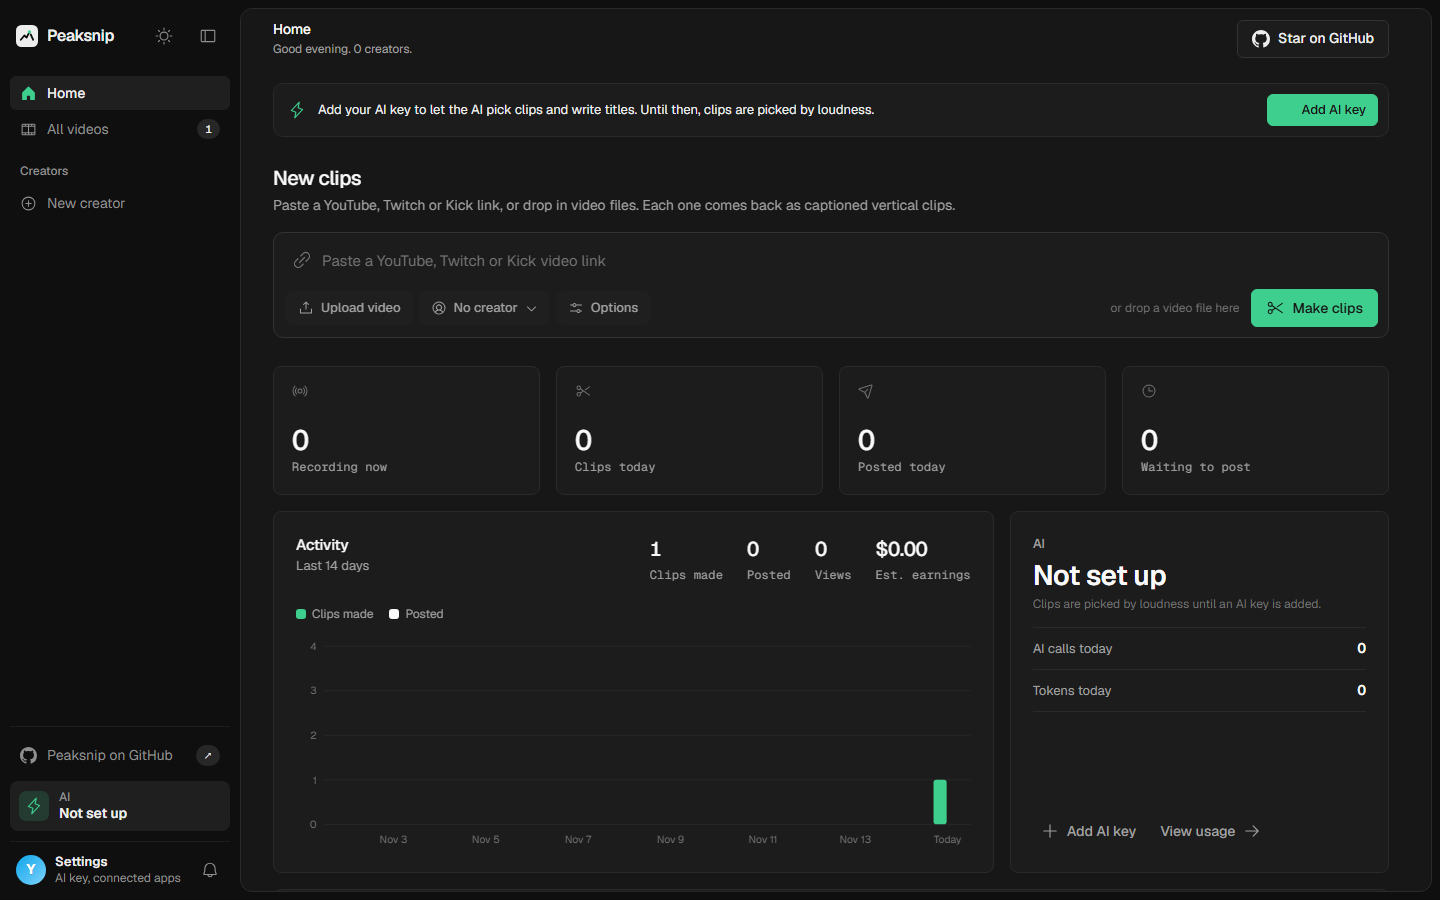 Peaksnip
Home
All videos 1
Creators
New creator
Peaksnip on GitHub
AI
Not set up
Y
Settings
AI key, connected apps
Home
Good evening. 0 creators.
Star on GitHub
Add your AI key to let the AI pick clips and write titles. Until then, clips are picked by loudness.
Add AI key
New clips
Paste a YouTube, Twitch or Kick link, or drop in video files. Each one comes back as captioned vertical clips.
Paste a YouTube, Twitch or Kick video link
Upload video
No creator
Options
or drop a video file here
Make clips
0
Recording now
0
Clips today
0
Posted today
0
Waiting to post
Activity
Last 14 days
1
Clips made
0
Posted
0
Views
$0.00
Est. earnings
Clips made
Posted
4
3
2
1
0
Nov 3
Nov 5
Nov 7
Nov 9
Nov 11
Nov 13
Today
AI
Not set up
Clips are picked by loudness until an AI key is added.
AI calls today 0
Tokens today 0
Add AI key
View usage